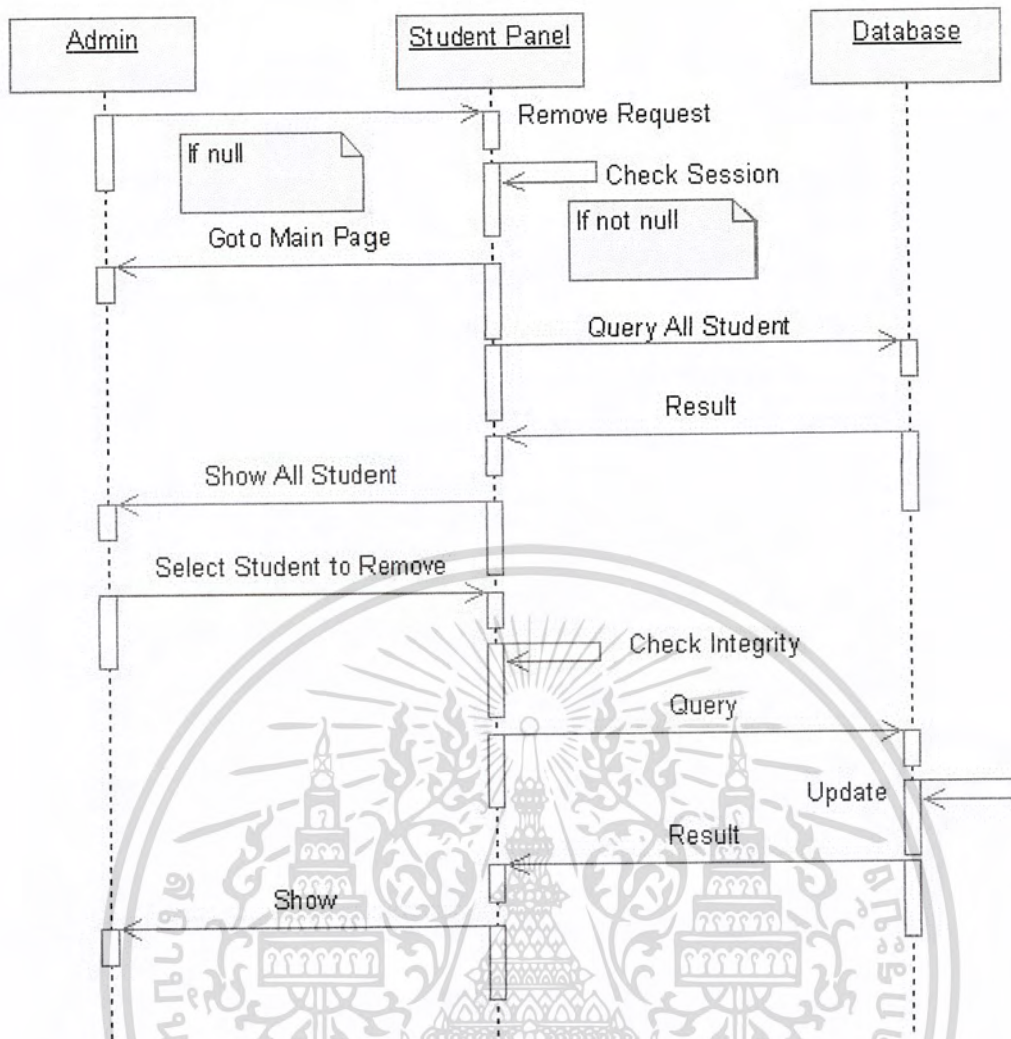 Admin
Student Panel
Database
Remove Request
If null
Check Session
If not null
Goto Main Page
Query All Student
Result
Show All Student
Select Student to Remove
Check Integrity
Query
Update
Result
Show